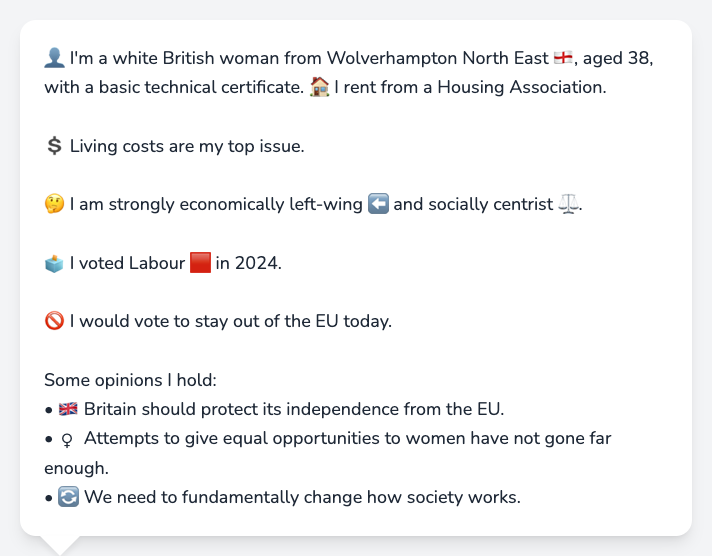 👤 I'm a white British woman from Wolverhampton North East 🏴󠁧󠁢󠁥󠁮󠁧󠁿, aged 38,
with a basic technical certificate. 🏠 I rent from a Housing Association.
💲 Living costs are my top issue.
🤔 I am strongly economically left-wing ⬅️ and socially centrist ⚖️.
🗳️ I voted Labour 🟥 in 2024.
🚫 I would vote to stay out of the EU today.
Some opinions I hold:
• 🇬🇧 Britain should protect its independence from the EU.
• ♀ Attempts to give equal opportunities to women have not gone far
enough.
• 🔄 We need to fundamentally change how society works.